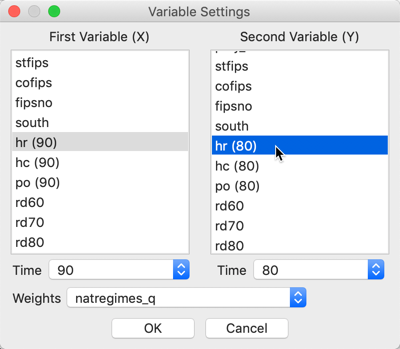 Variable Settings
First Variable (X)
Second Variable (Y)
stfips
cofips
fipsno
south
hr (90)
hc (90)
po (90)
rd60
rd70
rd80
stfips
cofips
fipsno
south
hr (80)
hc (80)
po (80)
rd60
rd70
rd80
Time 90
Time 80
Weights natregimes_q
OK
Cancel